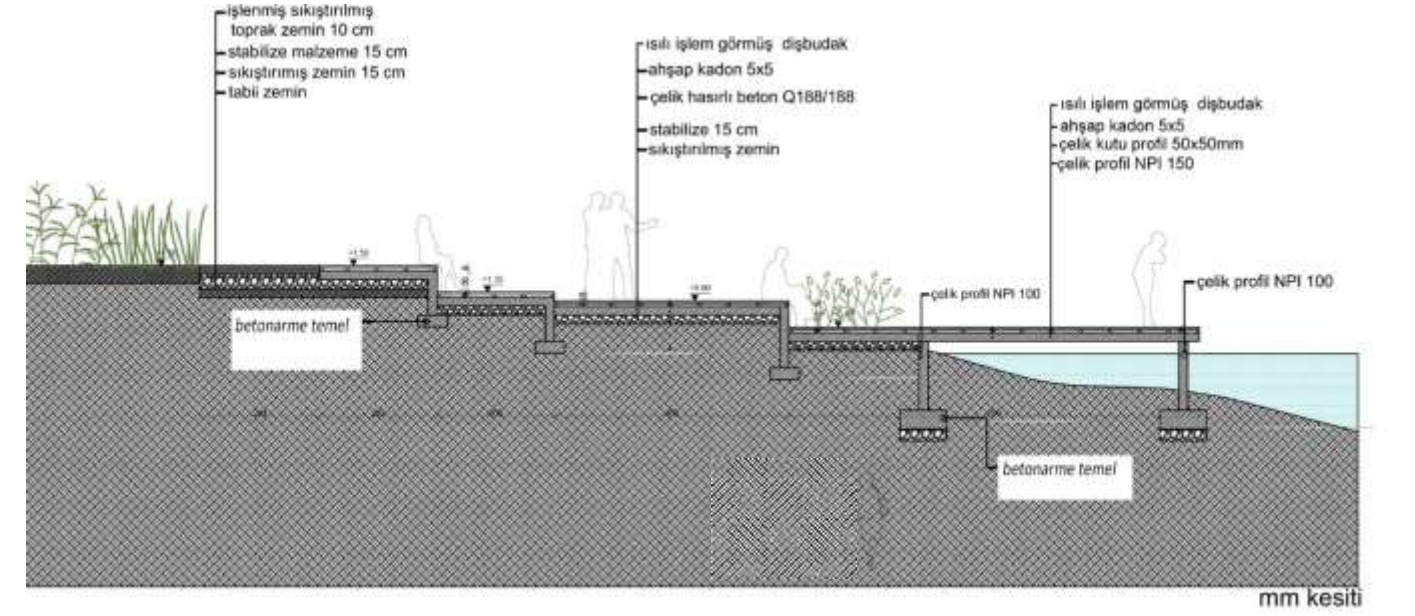 işlenmiş sıkıştırılmış
toprak zemin 10 cm
stabilize malzeme 15 cm
sıkıştırımış zemin 15 cm
tabii zemin
ısılı işlem görmüş dişbudak
ahşap kadon 5x5
çelik hasırlı beton Q188/188
stabilize 15 cm
sıkıştırılmış zemin
ısılı işlem görmüş dişbudak
ahşap kadon 5x5
çelik kutu profil 50x50mm
çelik profil NPI 150
çelik profil NPI 100
çelik profil NPI 100
betonarme temel
betonarme temel
mm kesiti